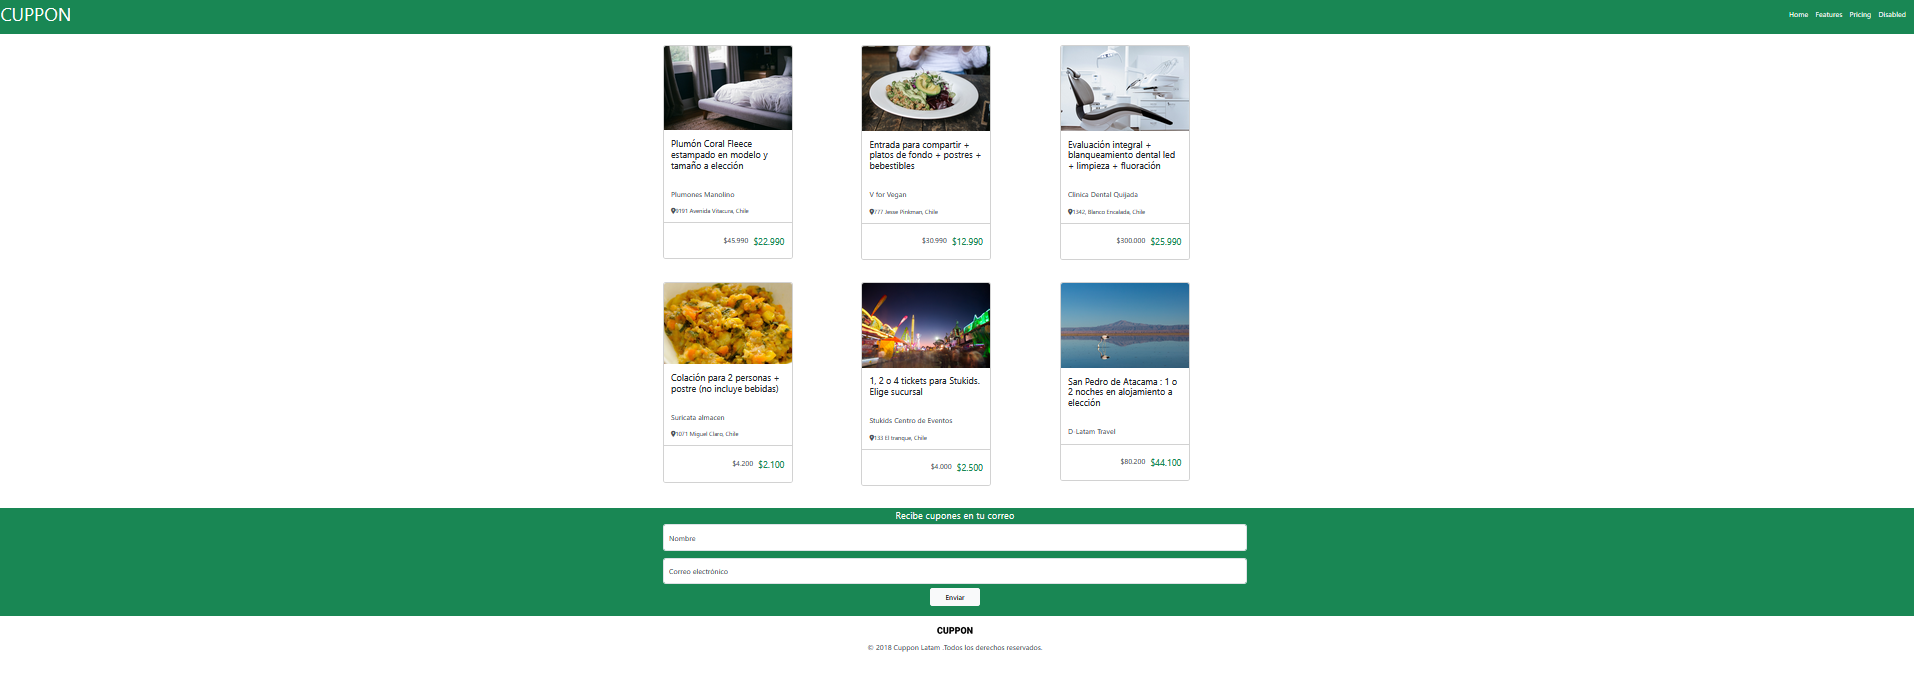 CUPPON
Home Features Pricing Disabled
Plumón Coral Fleece
estampado en modelo y
tamaño a elección
Plumones Manolino
9191 Avenida Vitacura, Chile
$45.990 $22.990
Entrada para compartir +
platos de fondo + postres +
bebestibles
V for Vegan
777 Jesse Pinkman, Chile
$30.990 $12.990
Evaluación integral +
blanqueamiento dental led
+ limpieza + fluoración
Clínica Dental Quijada
1342, Blanco Encalada, Chile
$300.000 $25.990
Colación para 2 personas +
postre (no incluye bebidas)
Suricata almacen
1071 Miguel Claro, Chile
$4.200 $2.100
1, 2 o 4 tickets para Stukids.
Elige sucursal
Stukids Centro de Eventos
133 El tranque, Chile
$4.000 $2.500
San Pedro de Atacama : 1 o
2 noches en alojamiento a
elección
D-Latam Travel
$80.200 $44.100
Recibe cupones en tu correo
Nombre
Correo electrónico
Enviar
CUPPON
© 2018 Cuppon Latam .Todos los derechos reservados.